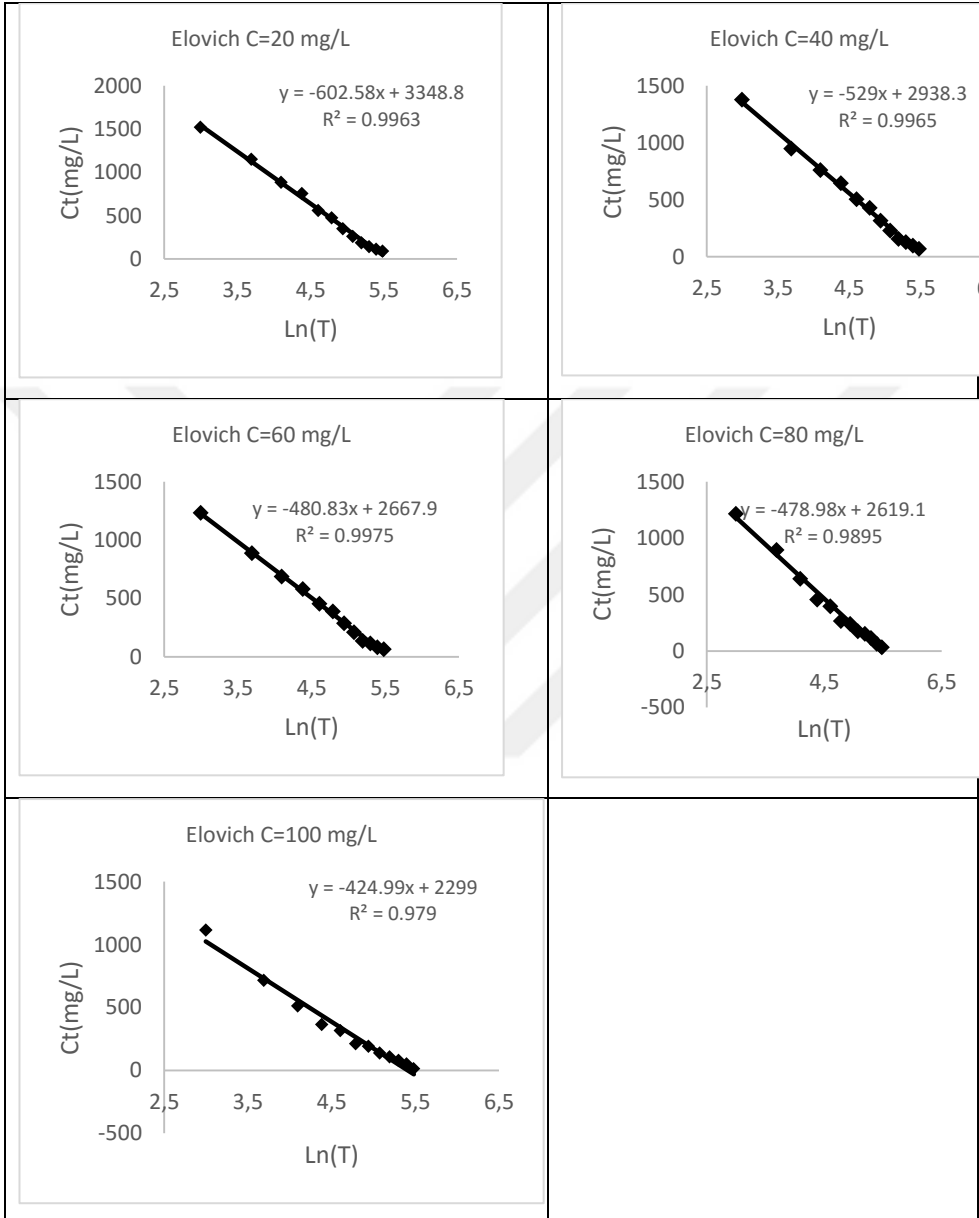 Elovich C=20 mg/L
y = -602.58x + 3348.8
R² = 0.9963
2000
1500
1000
500
0
2,5 3,5 4,5 5,5 6,5
Ct(mg/L)
Ln(T)
Elovich C=40 mg/L
y = -529x + 2938.3
R² = 0.9965
1500
1000
500
0
2,5 3,5 4,5 5,5
Ct(mg/L)
Ln(T)
Elovich C=60 mg/L
y = -480.83x + 2667.9
R² = 0.9975
1500
1000
500
0
2,5 3,5 4,5 5,5 6,5
Ct(mg/L)
Ln(T)
Elovich C=80 mg/L
y = -478.98x + 2619.1
R² = 0.9895
1500
1000
500
0
-500
2,5 4,5 6,5
Ct(mg/L)
Ln(T)
Elovich C=100 mg/L
y = -424.99x + 2299
R² = 0.979
1500
1000
500
0
-500
2,5 3,5 4,5 5,5 6,5
Ct(mg/L)
Ln(T)